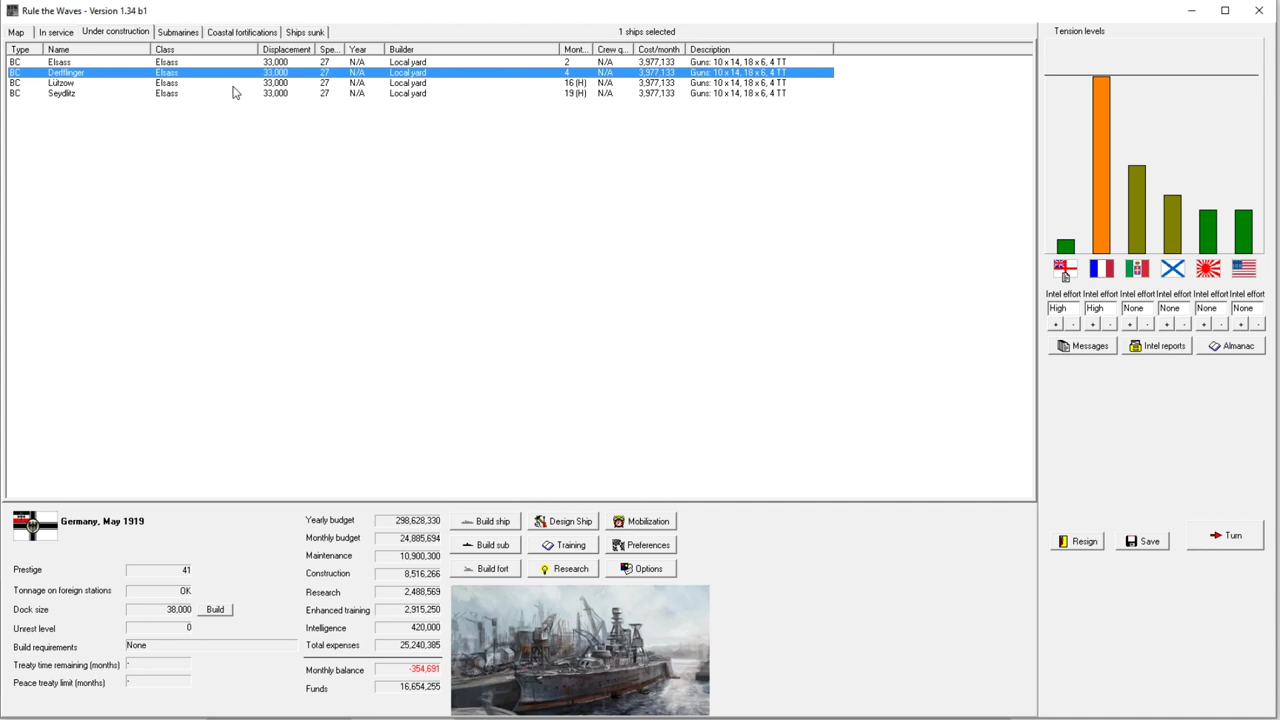 Rule the Waves - Version 1.34 b1
Map In service Under construction Submarines Coastal fortifications Ships sunk 1 ships selected Tension levels
Type Name Class Displacement Spe... Year Builder Mont... Crew q... Cost/month Description
BC Elsass Elsass 33,000 27 N/A Local yard 2 N/A 3,977,133 Guns: 10 x 14, 18 x 6, 4 TT
BC Derfflinger Elsass 33,000 27 N/A Local yard 4 N/A 3,977,133 Guns: 10 x 14, 18 x 6, 4 TT
BC Lützow Elsass 33,000 27 N/A Local yard 16 (H) N/A 3,977,133 Guns: 10 x 14, 18 x 6, 4 TT
BC Seydlitz Elsass 33,000 27 N/A Local yard 19 (H) N/A 3,977,133 Guns: 10 x 14, 18 x 6, 4 TT
Intel effort Intel effort Intel effort Intel effort Intel effort Intel effort
High High None None None None
+ - + - + - + - + - + -
Messages Intel reports Almanac
Resign Save Turn
Germany, May 1919
Prestige 41
Tonnage on foreign stations OK
Dock size 38,000 Build
Unrest level 0
Build requirements None
Treaty time remaining (months) -
Peace treaty limit (months) -
Yearly budget 298,628,330
Monthly budget 24,885,694
Maintenance 10,900,300
Construction 8,516,266
Research 2,488,569
Enhanced training 2,915,250
Intelligence 420,000
Total expenses 25,240,385
Monthly balance -354,691
Funds 16,654,255
Build ship Design Ship Mobilization
Build sub Training Preferences
Build fort Research Options